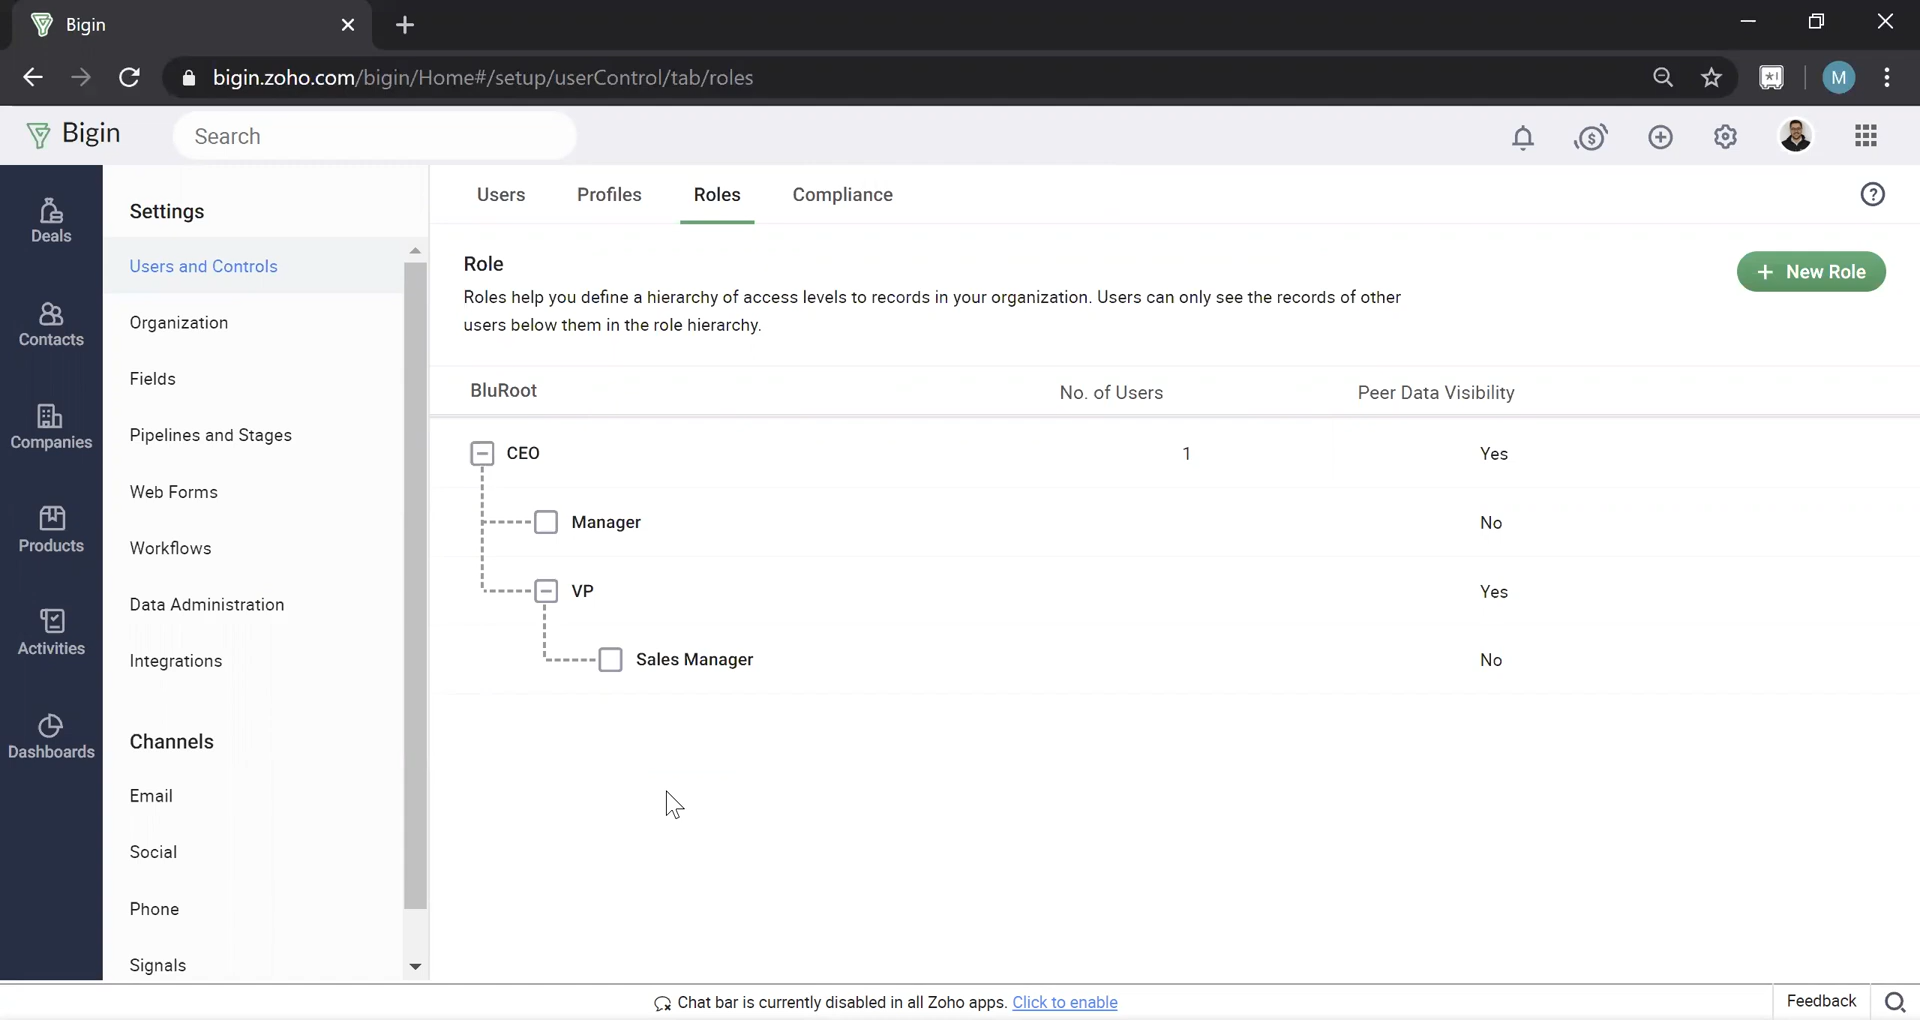 Bigin
bigin.zoho.com/bigin/Home#/setup/userControl/tab/roles
M
Bigin
Search
Deals
Contacts
Companies
Products
Activities
Dashboards
Settings
Users and Controls
Organization
Fields
Pipelines and Stages
Web Forms
Workflows
Data Administration
Integrations
Channels
Email
Social
Phone
Signals
Users Profiles Roles Compliance
Role
New Role
Roles help you define a hierarchy of access levels to records in your organization. Users can only see the records of other
users below them in the role hierarchy.
BluRoot No. of Users Peer Data Visibility
CEO 1 Yes
Manager No
VP Yes
Sales Manager No
Chat bar is currently disabled in all Zoho apps. Click to enable
Feedback